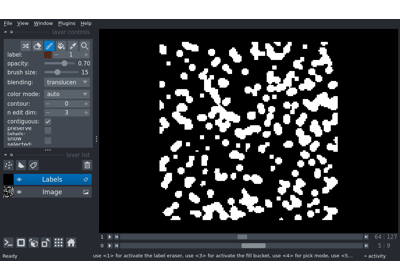 File View Window Plugins Help
layer controls
label: 1
opacity: 0.70
brush size: 15
blending: translucen
color mode: auto
contour: 0
n edit dim: 3
contiguous:
preserve labels:
show selected:
layer list
Labels
Image
1 64 127
0 5 9
Ready use <1> for activate the label eraser, use <3> for activate the fill bucket, use <4> for pick mode, use <5... activity